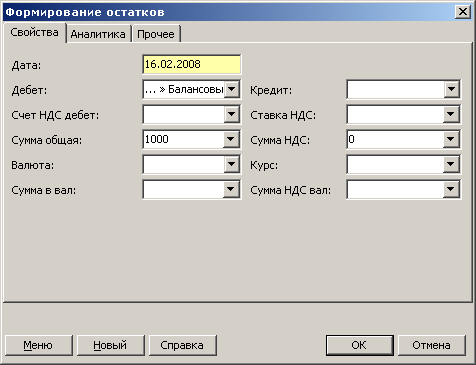 Формирование остатков
Свойства Аналитика Прочее
Дата: 16.02.2008
Дебет: ... » Балансовы Кредит:
Счет НДС дебет: Ставка НДС:
Сумма общая: 1000 Сумма НДС: 0
Валюта: Курс:
Сумма в вал: Сумма НДС вал:
Меню Новый Справка ОК Отмена